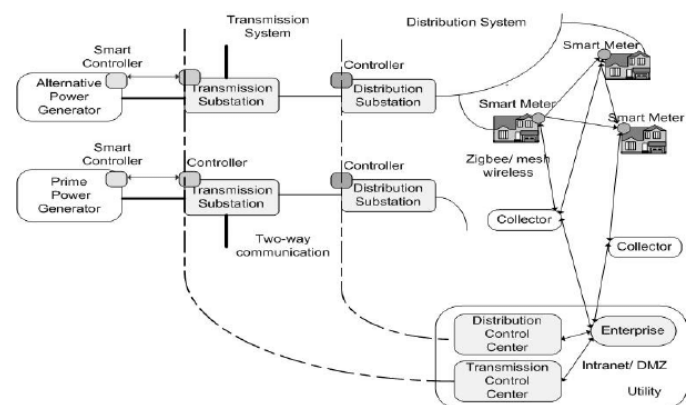 Transmission
System
Distribution System
Smart
Controller
Controller
Smart Meter
Alternative
Power
Generator
Transmission
Substation
Distribution
Substation
Smart Meter
Smart Meter
Smart
Controller
Controller
Controller
Zigbee/ mesh
wireless
Prime
Power
Generator
Transmission
Substation
Distribution
Substation
Collector
Collector
Two-way
communication
Distribution
Control
Center
Enterprise
Intranet/ DMZ
Transmission
Control
Center
Utility